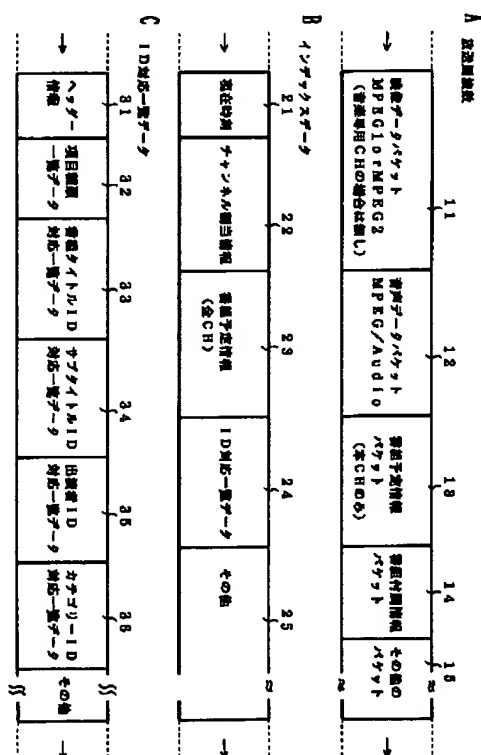 A 放送周波数
11
映像データパケット
MPEG1orMPEG2
(音楽専用CHの場合は無し)
12
音声データパケット
MPEG/Audio
13
番組予定情報
パケット
(本CHのみ)
14
番組付属情報
パケット
15
その他の
パケット
B インデックスデータ
21
現在時刻
22
チャンネル割当情報
23
番組予定情報
(全CH)
24
ID対応一覧データ
25
その他
C ID対応一覧データ
31
ヘッダー
情報
32
項目種類
一覧データ
33
番組タイトルID
対応一覧データ
34
サブタイトルID
対応一覧データ
35
出演者ID
対応一覧データ
36
カテゴリーID
対応一覧データ
その他